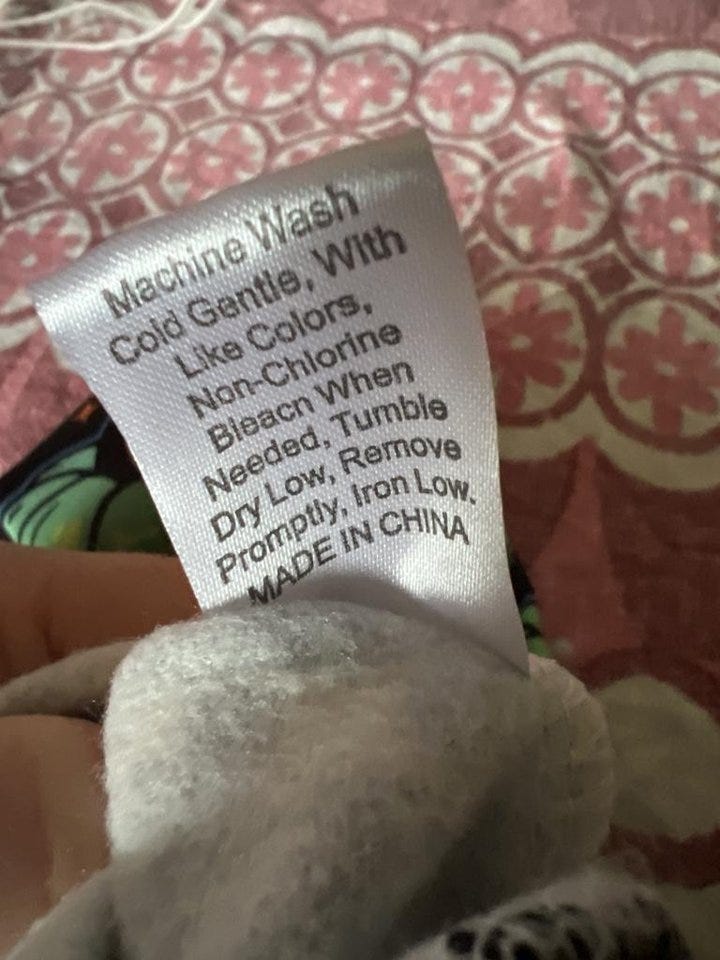 Machine Wash
Cold Gentle, With
Like Colors,
Non-Chlorine
Bleach When
Needed, Tumble
Dry Low, Remove
Promptly, Iron Low.
MADE IN CHINA